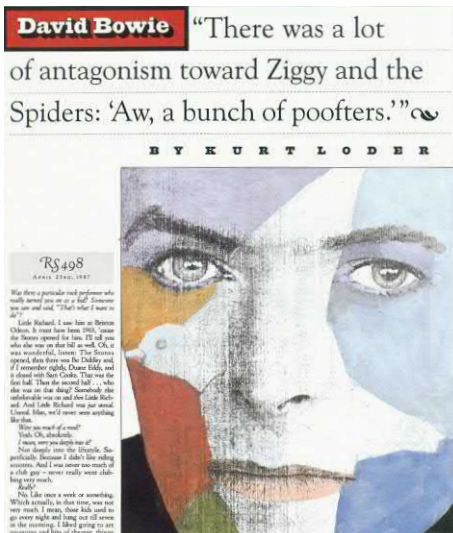 David Bowie “There was a lot
of antagonism toward Ziggy and the
Spiders: ‘Aw, a bunch of poofters.’”
BY KURT LODER
RS498
April 23rd, 1987
Was there a particular rock performer who
really turned you on as a kid? Someone
you saw and said, “That’s what I want to
do”?
Little Richard. I saw him at Brixton
Odeon. It must have been 1963, ’cause
the Stones opened for him. I’ll tell you
who else was on that bill as well. Oh, it
was wonderful, listen: The Stones
opened, then there was Bo Diddley and,
if I remember rightly, Duane Eddy, and
it closed with Sam Cooke. That was the
first half. Then the second half . . . who
else was on that thing? Somebody else
unbelievable was on and then Little Rich-
ard. And Little Richard was just unreal.
Unreal. Man, we’d never seen anything
like that.
Were you much of a mod?
Yeah. Oh, absolutely.
I mean, were you deeply into it?
Not deeply into the lifestyle. Su-
perficially. Because I didn’t like riding
scooters. And I was never too much of
a club guy – never really went club-
bing very much.
Really?
No. Like once a week or something.
Which actually, in that time, was not
very much. I mean, those kids used to
go every night and hang out till seven
in the morning. I liked going to art